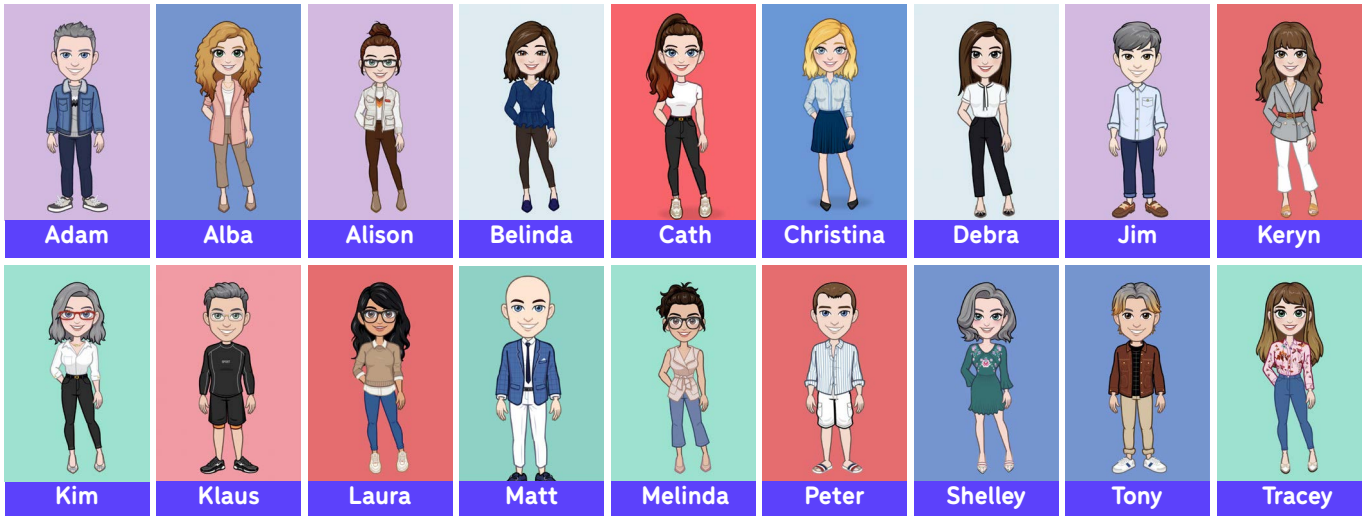 Adam
Alba
Alison
Belinda
Cath
Christina
Debra
Jim
Keryn
Kim
Klaus
Laura
Matt
Melinda
Peter
Shelley
Tony
Tracey